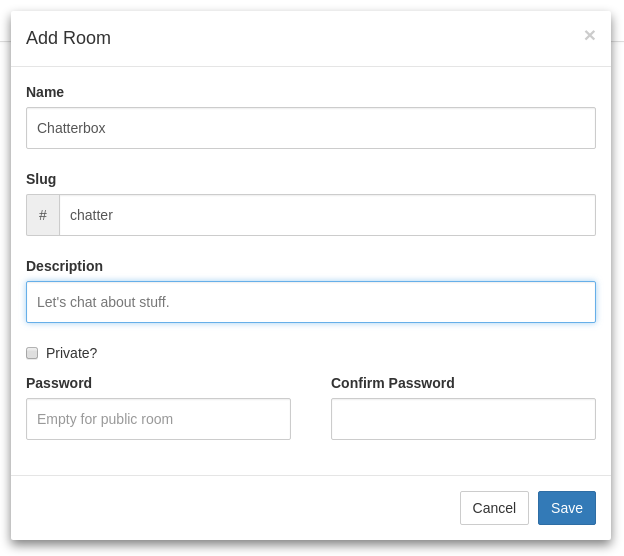 Add Room
×
Name
Chatterbox
Slug
# chatter
Description
Let's chat about stuff.
Private?
Password Confirm Password
Empty for public room
Cancel Save